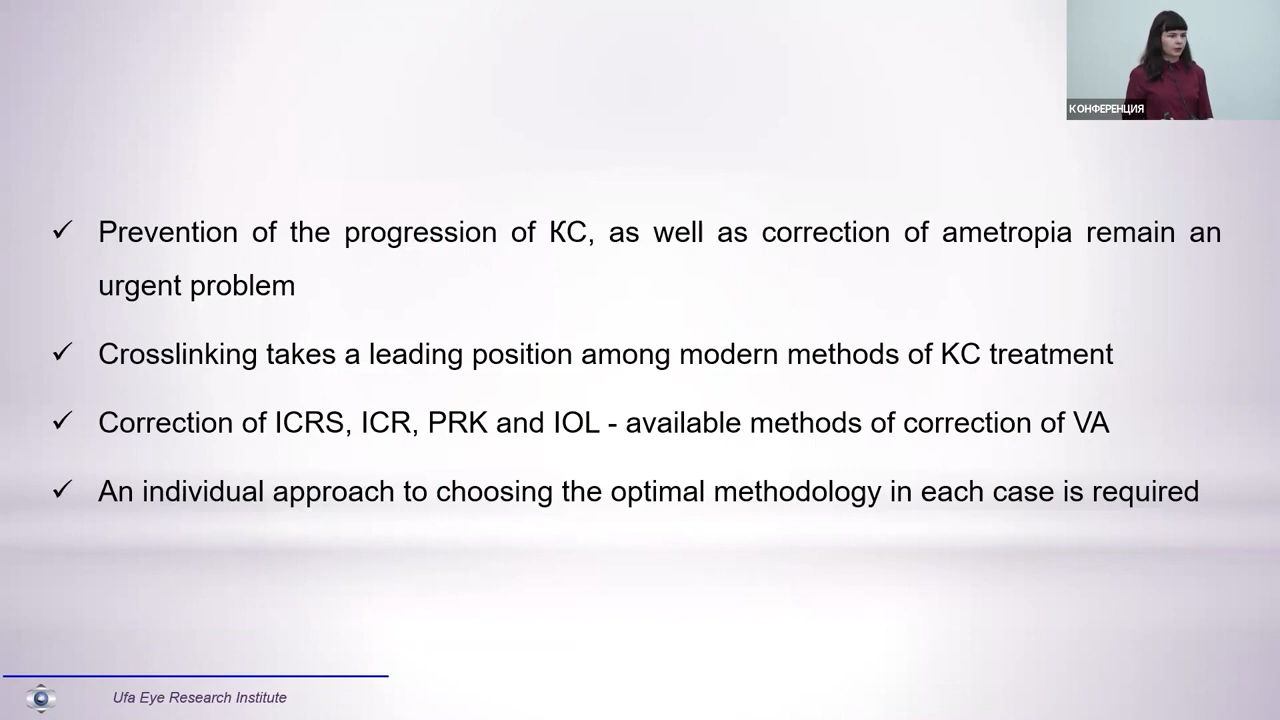 КОНФЕРЕНЦИЯ
✓ Prevention of the progression of КС, as well as correction of ametropia remain an
urgent problem
✓ Crosslinking takes a leading position among modern methods of KC treatment
✓ Correction of ICRS, ICR, PRK and IOL - available methods of correction of VA
✓ An individual approach to choosing the optimal methodology in each case is required
Ufa Eye Research Institute